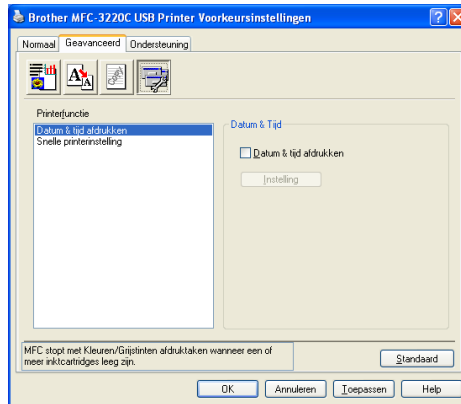 Brother MFC-3220C USB Printer Voorkeursinstellingen
Normaal Geavanceerd Ondersteuning
Printerfunctie
Datum & tijd afdrukken
Snelle printerinstelling
Datum & Tijd
Datum & tijd afdrukken
Instelling
MFC stopt met Kleuren/Grijstinten afdruktaken wanneer een of
meer inktcartridges leeg zijn.
Standaard
OK Annuleren Toepassen Help